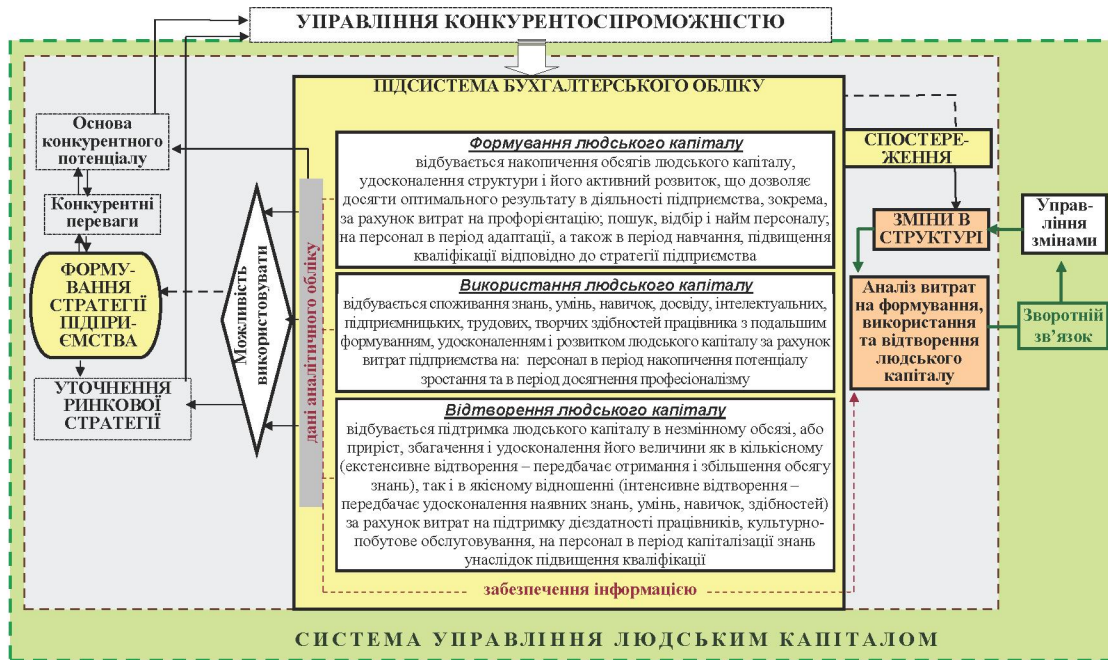 УПРАВЛІННЯ КОНКУРЕНТОСПРОМОЖНІСТЮ
ПІДСИСТЕМА БУХГАЛТЕРСЬКОГО ОБЛІКУ
Основа
конкурентного
потенціалу
Конкурентні
переваги
ФОРМУ-
ВАННЯ
СТРАТЕГІЇ
ПІДПРИ-
ЄМСТВА
УТОЧНЕННЯ
РИНКОВОЇ
СТРАТЕГІЇ
Можливість
використовувати
дані аналітичного обліку
Формування людського капіталу
відбувається накопичення обсягів людського капіталу,
удосконалення структури і його активний розвиток, що дозволяє
досягти оптимального результату в діяльності підприємства, зокрема,
за рахунок витрат на профорієнтацію; пошук, відбір і найм персоналу;
на персонал в період адаптації, а також в період навчання, підвищення
кваліфікації відповідно до стратегії підприємства
Використання людського капіталу
відбувається споживання знань, умінь, навичок, досвіду, інтелектуальних,
підприємницьких, трудових, творчих здібностей працівника з подальшим
формуванням, удосконаленням і розвитком людського капіталу за рахунок
витрат підприємства на: персонал в період накопичення потенціалу
зростання та в період досягнення професіоналізму
Відтворення людського капіталу
відбувається підтримка людського капіталу в незмінному обсязі, або
приріст, збагачення і удосконалення його величини як в кількісному
(екстенсивне відтворення – передбачає отримання і збільшення обсягу
знань), так і в якісному відношенні (інтенсивне відтворення –
передбачає удосконалення наявних знань, умінь, навичок, здібностей)
за рахунок витрат на підтримку дієздатності працівників, культурно-
побутове обслуговування, на персонал в період капіталізації знань
унаслідок підвищення кваліфікації
забезпечення інформацією
СПОСТЕРЕ-
ЖЕННЯ
ЗМІНИ В
СТРУКТУРІ
Аналіз витрат
на формування,
використання
та відтворення
людського
капіталу
Управ-
ління
змінами
Зворотній
зв’язок
СИСТЕМА УПРАВЛІННЯ ЛЮДСЬКИМ КАПІТАЛОМ